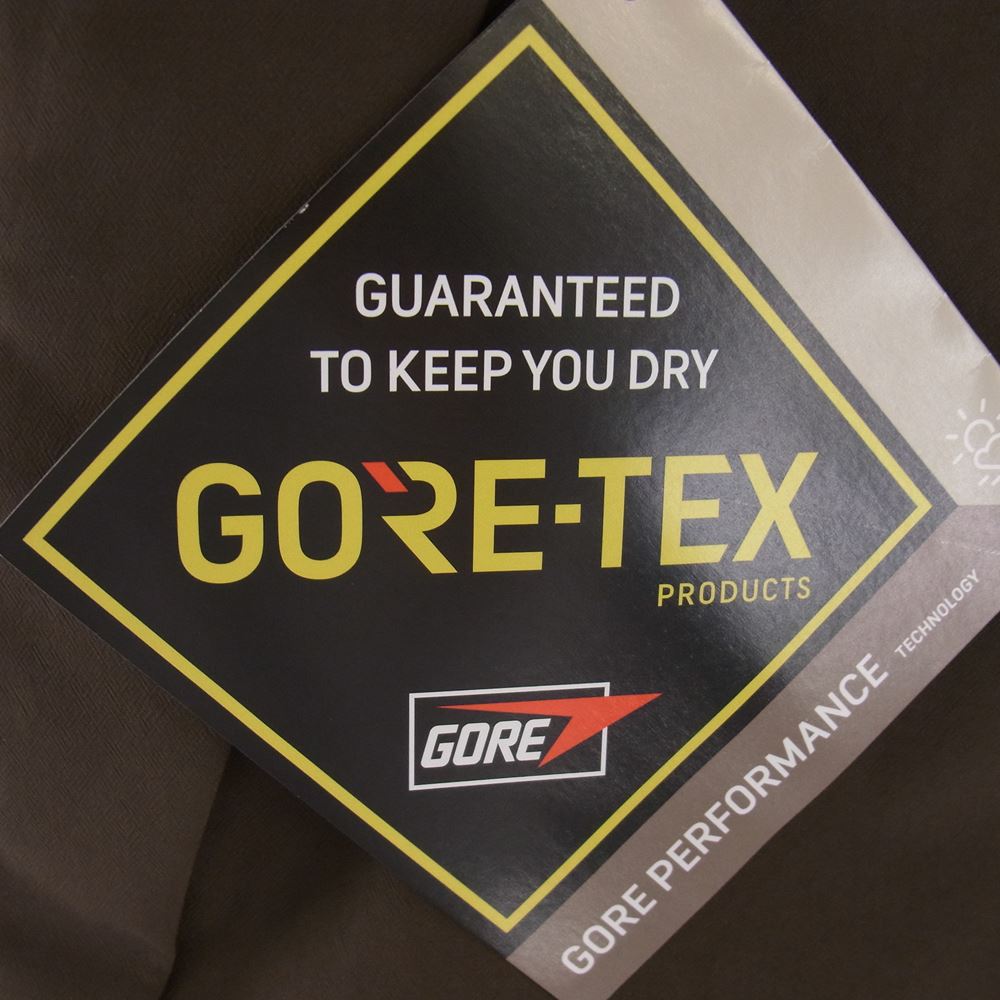 GUARANTEED
TO KEEP YOU DRY
GORE-TEX
PRODUCTS
GORE
GORE PERFORMANCE TECHNOLOGY